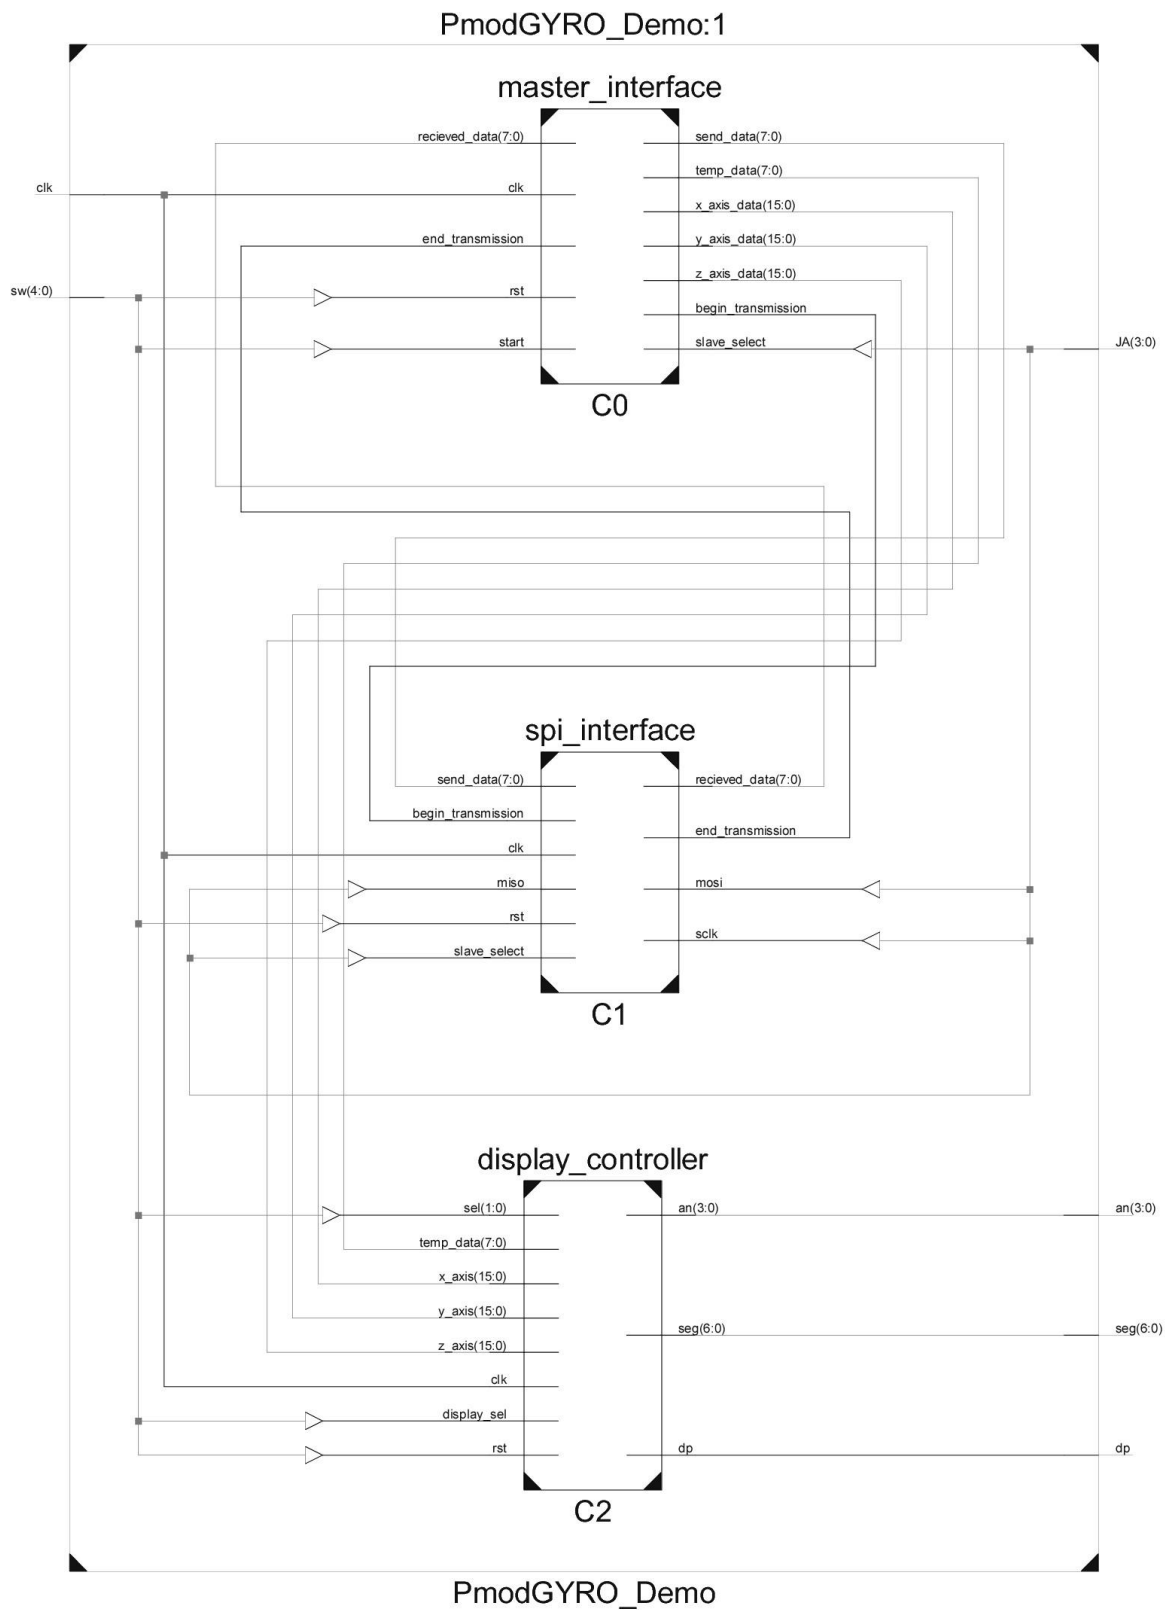 PmodGYRO_Demo:1
master_interface
recieved_data(7:0) send_data(7:0)
temp_data(7:0)
clk clk
x_axis_data(15:0)
end_transmission y_axis_data(15:0)
z_axis_data(15:0)
sw(4:0) rst
begin_transmission
start slave_select JA(3:0)
C0
spi_interface
send_data(7:0) recieved_data(7:0)
begin_transmission
end_transmission
clk
miso mosi
rst
sclk
slave_select
C1
display_controller
sel(1:0) an(3:0) an(3:0)
temp_data(7:0)
x_axis(15:0)
y_axis(15:0)
seg(6:0) seg(6:0)
z_axis(15:0)
clk
display_sel
rst dp dp
C2
PmodGYRO_Demo